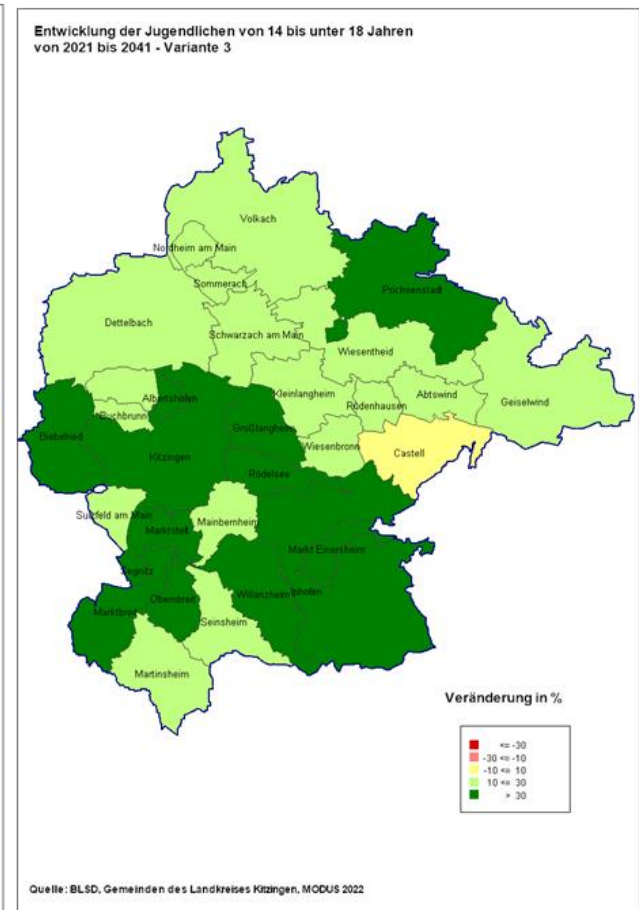 Entwicklung der Jugendlichen von 14 bis unter 18 Jahren
von 2021 bis 2041 - Variante 3
Volkach
Nordheim am Main
Sommerach
Prichsenstadt
Dettelbach
Schwarzach am Main
Wiesentheid
Kleinlangheim
Abtswind
Geiselwind
Albertshofen
Rüdenhausen
Buchbrunn
Großlangheim
Biebelried
Wiesenbronn
Castell
Kitzingen
Rödelsee
Sulzfeld am Main
Mainbernheim
Marktsteft
Markt Einersheim
Segnitz
Willanzheim
Iphofen
Obernbreit
Marktbreit
Seinsheim
Martinsheim
Veränderung in %
<= -30
-30 <= -10
-10 <= 10
10 <= 30
> 30
Quelle: BLSD, Gemeinden des Landkreises Kitzingen, MODUS 2022